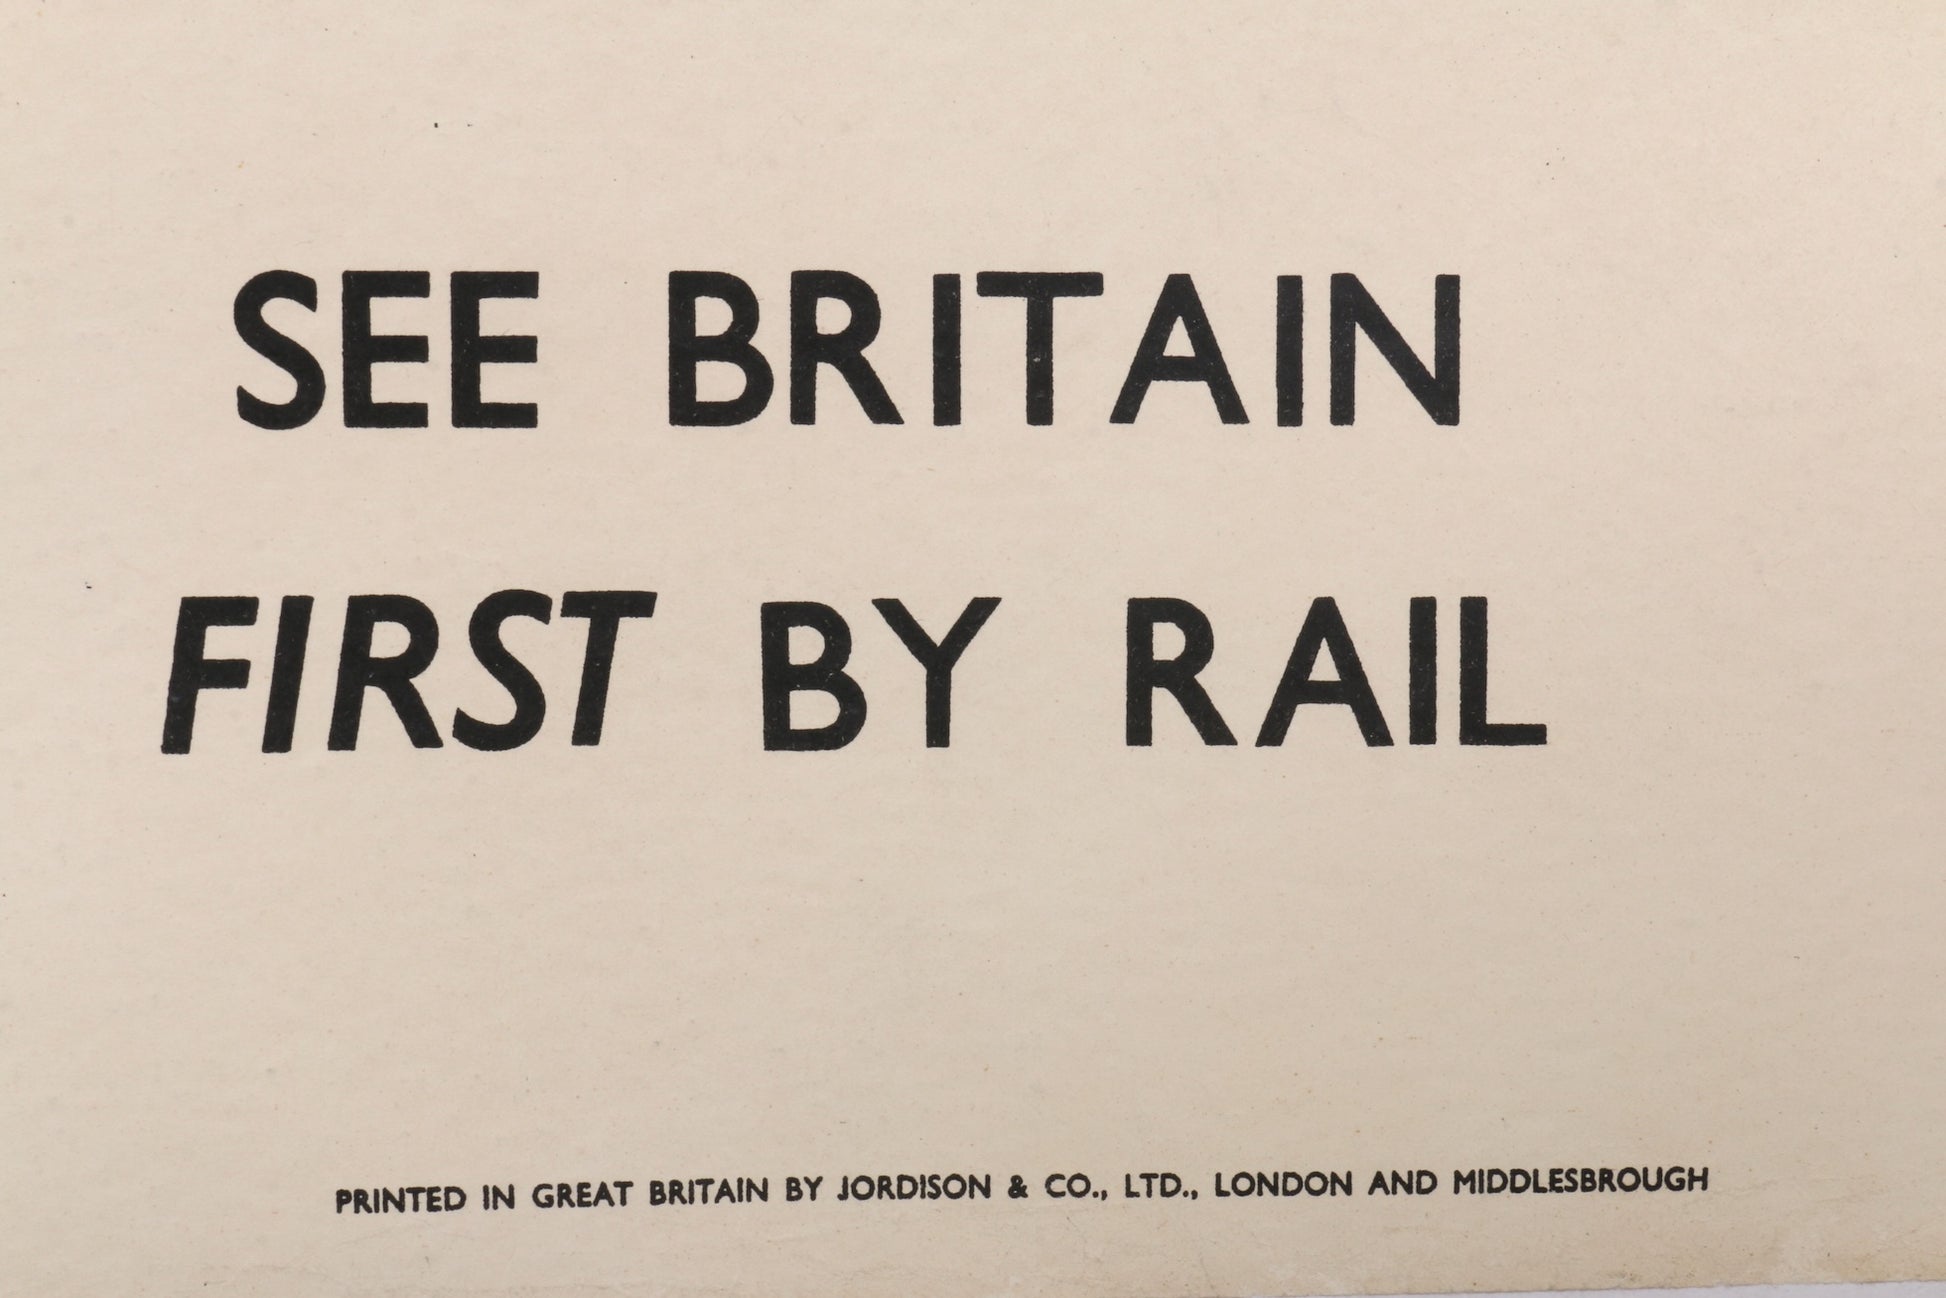 SEE BRITAIN
FIRST BY RAIL
PRINTED IN GREAT BRITAIN BY JORDISON & CO., LTD., LONDON AND MIDDLESBROUGH